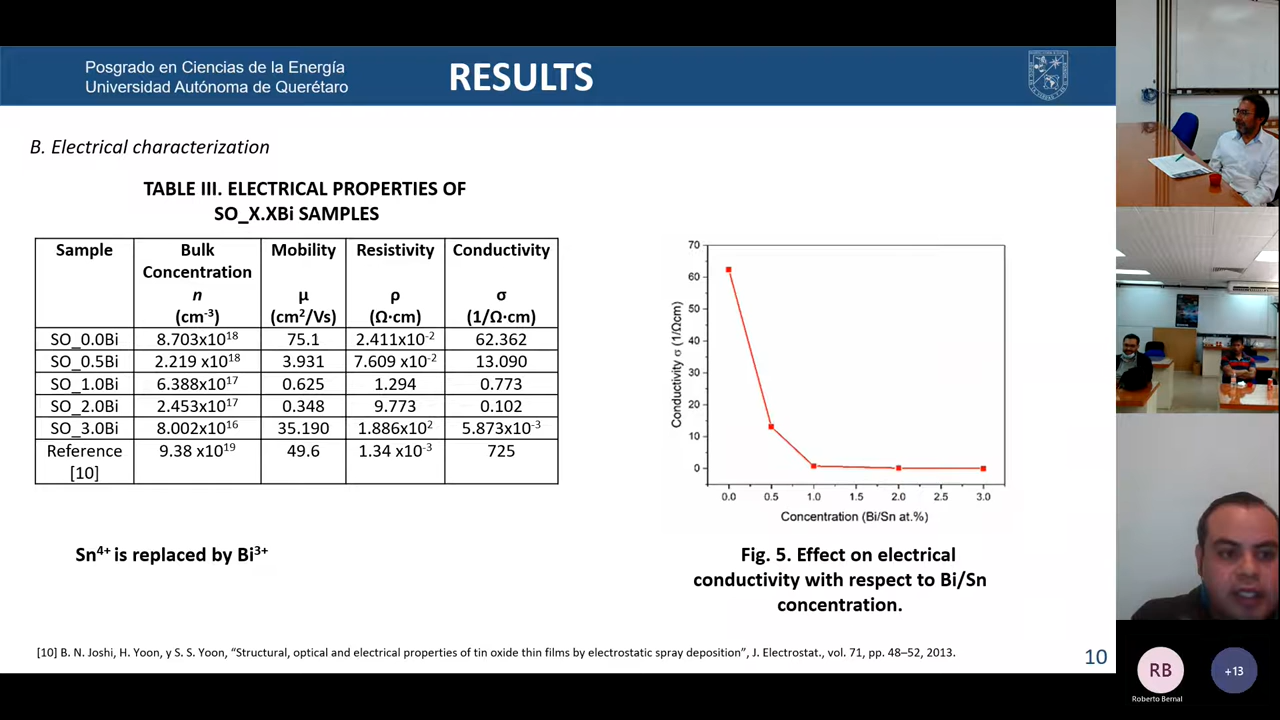 Posgrado en Ciencias de la Energía
Universidad Autónoma de Querétaro
RESULTS
B. Electrical characterization
TABLE III. ELECTRICAL PROPERTIES OF
SO_X.XBi SAMPLES
Sample Bulk Concentration n (cm⁻³) Mobility μ (cm²/Vs) Resistivity ρ (Ω·cm) Conductivity σ (1/Ω·cm)
SO_0.0Bi 8.703x10¹⁸ 75.1 2.411x10⁻² 62.362
SO_0.5Bi 2.219 x10¹⁸ 3.931 7.609 x10⁻² 13.090
SO_1.0Bi 6.388x10¹⁷ 0.625 1.294 0.773
SO_2.0Bi 2.453x10¹⁷ 0.348 9.773 0.102
SO_3.0Bi 8.002x10¹⁶ 35.190 1.886x10² 5.873x10⁻³
Reference [10] 9.38 x10¹⁹ 49.6 1.34 x10⁻³ 725
Sn⁴⁺ is replaced by Bi³⁺
Conductivity σ (1/Ωcm)
70
60
50
40
30
20
10
0
0.0 0.5 1.0 1.5 2.0 2.5 3.0
Concentration (Bi/Sn at.%)
Fig. 5. Effect on electrical
conductivity with respect to Bi/Sn
concentration.
[10] B. N. Joshi, H. Yoon, y S. S. Yoon, “Structural, optical and electrical properties of tin oxide thin films by electrostatic spray deposition”, J. Electrostat., vol. 71, pp. 48–52, 2013.
10
RB
Roberto Bernal
+13